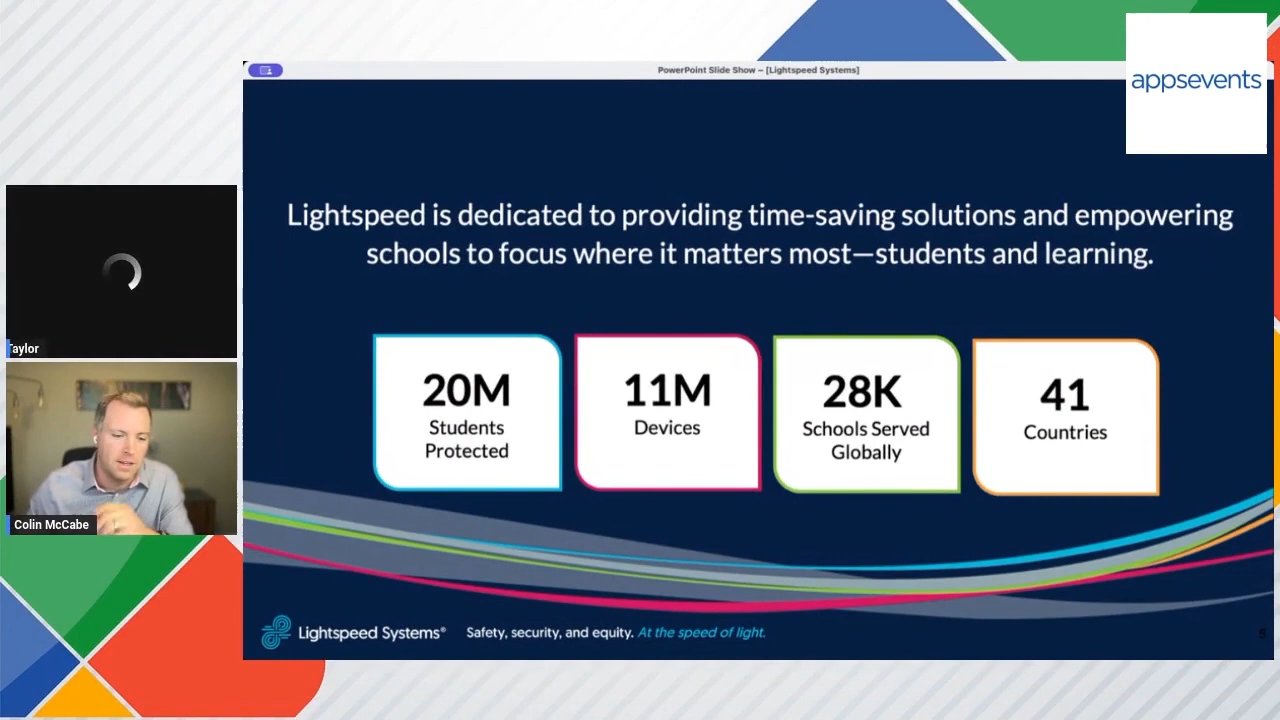 PowerPoint Slide Show – [Lightspeed Systems]
appsevents
Lightspeed is dedicated to providing time-saving solutions and empowering
schools to focus where it matters most—students and learning.
20M
Students
Protected
11M
Devices
28K
Schools Served
Globally
41
Countries
Taylor
Colin McCabe
Lightspeed Systems®
Safety, security, and equity. At the speed of light.
6